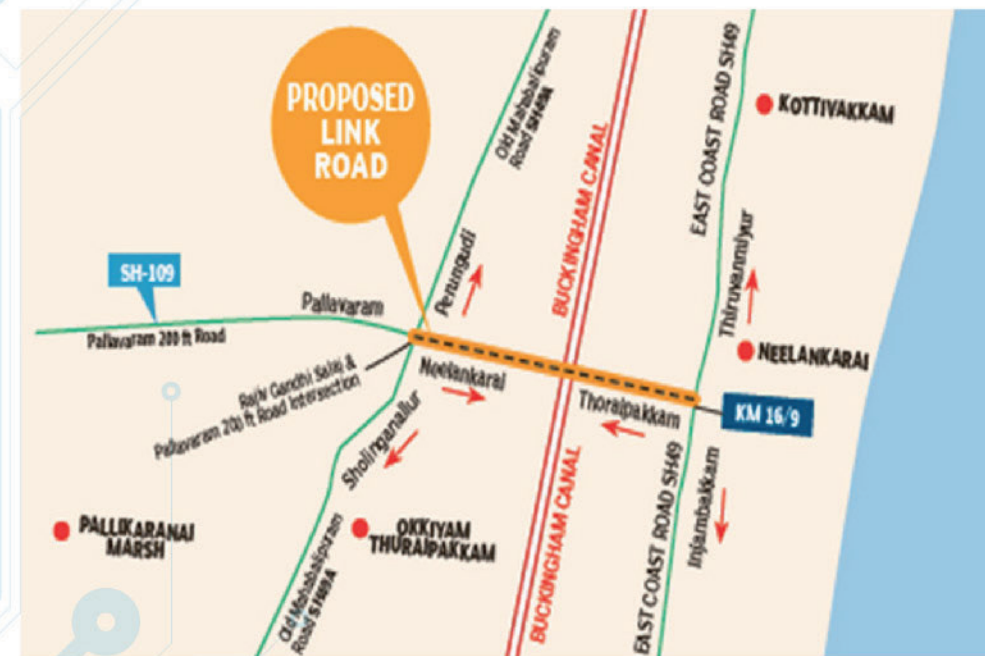 PROPOSED
LINK
ROAD
Old Mahabalipuram
Road SH49A
BUCKINGHAM CANAL
EAST COAST ROAD SH49
KOTTIVAKKAM
SH-109
Pallavaram
Perungudi
Thiruvanmiyur
Pallavaram 200 ft Road
NEELANKARAI
Rajiv Gandhi Salai &
Pallavaram 200 ft Road Intersection
Neelankarai
Thoraipakkam
KM 16/9
Sholinganallur
Injambakkam
PALLIKARANAI
MARSH
OKKIYAM
THURAIPAKKAM
Old Mahabalipuram
Road SH49A
BUCKINGHAM CANAL
EAST COAST ROAD SH49